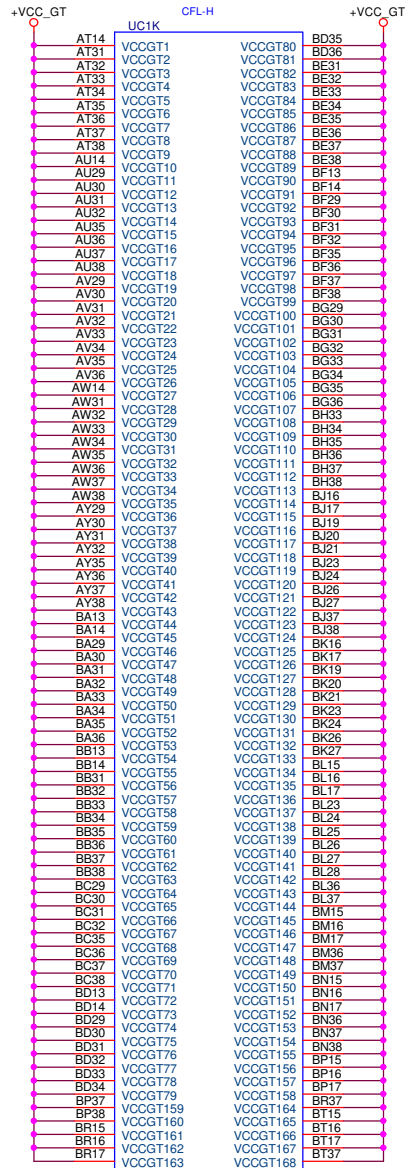 +VCC_GT CFL-H +VCC_GT
UC1K
AT14 VCCGT1 VCCGT80 BD35
AT31 VCCGT2 VCCGT81 BD36
AT32 VCCGT3 VCCGT82 BE31
AT33 VCCGT4 VCCGT83 BE32
AT34 VCCGT5 VCCGT84 BE33
AT35 VCCGT6 VCCGT85 BE34
AT36 VCCGT7 VCCGT86 BE35
AT37 VCCGT8 VCCGT87 BE36
AT38 VCCGT9 VCCGT88 BE37
AU14 VCCGT10 VCCGT89 BE38
AU29 VCCGT11 VCCGT90 BF13
AU30 VCCGT12 VCCGT91 BF14
AU31 VCCGT13 VCCGT92 BF29
AU32 VCCGT14 VCCGT93 BF30
AU35 VCCGT15 VCCGT94 BF31
AU36 VCCGT16 VCCGT95 BF32
AU37 VCCGT17 VCCGT96 BF35
AU38 VCCGT18 VCCGT97 BF36
AV29 VCCGT19 VCCGT98 BF37
AV30 VCCGT20 VCCGT99 BF38
AV31 VCCGT21 VCCGT100 BG29
AV32 VCCGT22 VCCGT101 BG30
AV33 VCCGT23 VCCGT102 BG31
AV34 VCCGT24 VCCGT103 BG32
AV35 VCCGT25 VCCGT104 BG33
AV36 VCCGT26 VCCGT105 BG34
AW14 VCCGT27 VCCGT106 BG35
AW31 VCCGT28 VCCGT107 BG36
AW32 VCCGT29 VCCGT108 BH33
AW33 VCCGT30 VCCGT109 BH34
AW34 VCCGT31 VCCGT110 BH35
AW35 VCCGT32 VCCGT111 BH36
AW36 VCCGT33 VCCGT112 BH37
AW37 VCCGT34 VCCGT113 BH38
AW38 VCCGT35 VCCGT114 BJ16
AY29 VCCGT36 VCCGT115 BJ17
AY30 VCCGT37 VCCGT116 BJ19
AY31 VCCGT38 VCCGT117 BJ20
AY32 VCCGT39 VCCGT118 BJ21
AY35 VCCGT40 VCCGT119 BJ23
AY36 VCCGT41 VCCGT120 BJ24
AY37 VCCGT42 VCCGT121 BJ26
AY38 VCCGT43 VCCGT122 BJ27
BA13 VCCGT44 VCCGT123 BJ37
BA14 VCCGT45 VCCGT124 BJ38
BA29 VCCGT46 VCCGT125 BK16
BA30 VCCGT47 VCCGT126 BK17
BA31 VCCGT48 VCCGT127 BK19
BA32 VCCGT49 VCCGT128 BK20
BA33 VCCGT50 VCCGT129 BK21
BA34 VCCGT51 VCCGT130 BK23
BA35 VCCGT52 VCCGT131 BK24
BA36 VCCGT53 VCCGT132 BK26
BB13 VCCGT54 VCCGT133 BK27
BB14 VCCGT55 VCCGT134 BL15
BB31 VCCGT56 VCCGT135 BL16
BB32 VCCGT57 VCCGT136 BL17
BB33 VCCGT58 VCCGT137 BL23
BB34 VCCGT59 VCCGT138 BL24
BB35 VCCGT60 VCCGT139 BL25
BB36 VCCGT61 VCCGT140 BL26
BB37 VCCGT62 VCCGT141 BL27
BB38 VCCGT63 VCCGT142 BL28
BC29 VCCGT64 VCCGT143 BL36
BC30 VCCGT65 VCCGT144 BL37
BC31 VCCGT66 VCCGT145 BM15
BC32 VCCGT67 VCCGT146 BM16
BC35 VCCGT68 VCCGT147 BM17
BC36 VCCGT69 VCCGT148 BM36
BC37 VCCGT70 VCCGT149 BM37
BC38 VCCGT71 VCCGT150 BN15
BD13 VCCGT72 VCCGT151 BN16
BD14 VCCGT73 VCCGT152 BN17
BD29 VCCGT74 VCCGT153 BN36
BD30 VCCGT75 VCCGT154 BN37
BD31 VCCGT76 VCCGT155 BN38
BD32 VCCGT77 VCCGT156 BP15
BD33 VCCGT78 VCCGT157 BP16
BD34 VCCGT79 VCCGT158 BP17
BP37 VCCGT159 VCCGT164 BR37
BP38 VCCGT160 VCCGT165 BT15
BR15 VCCGT161 VCCGT166 BT16
BR16 VCCGT162 VCCGT167 BT17
BR17 VCCGT163 VCCGT168 BT37